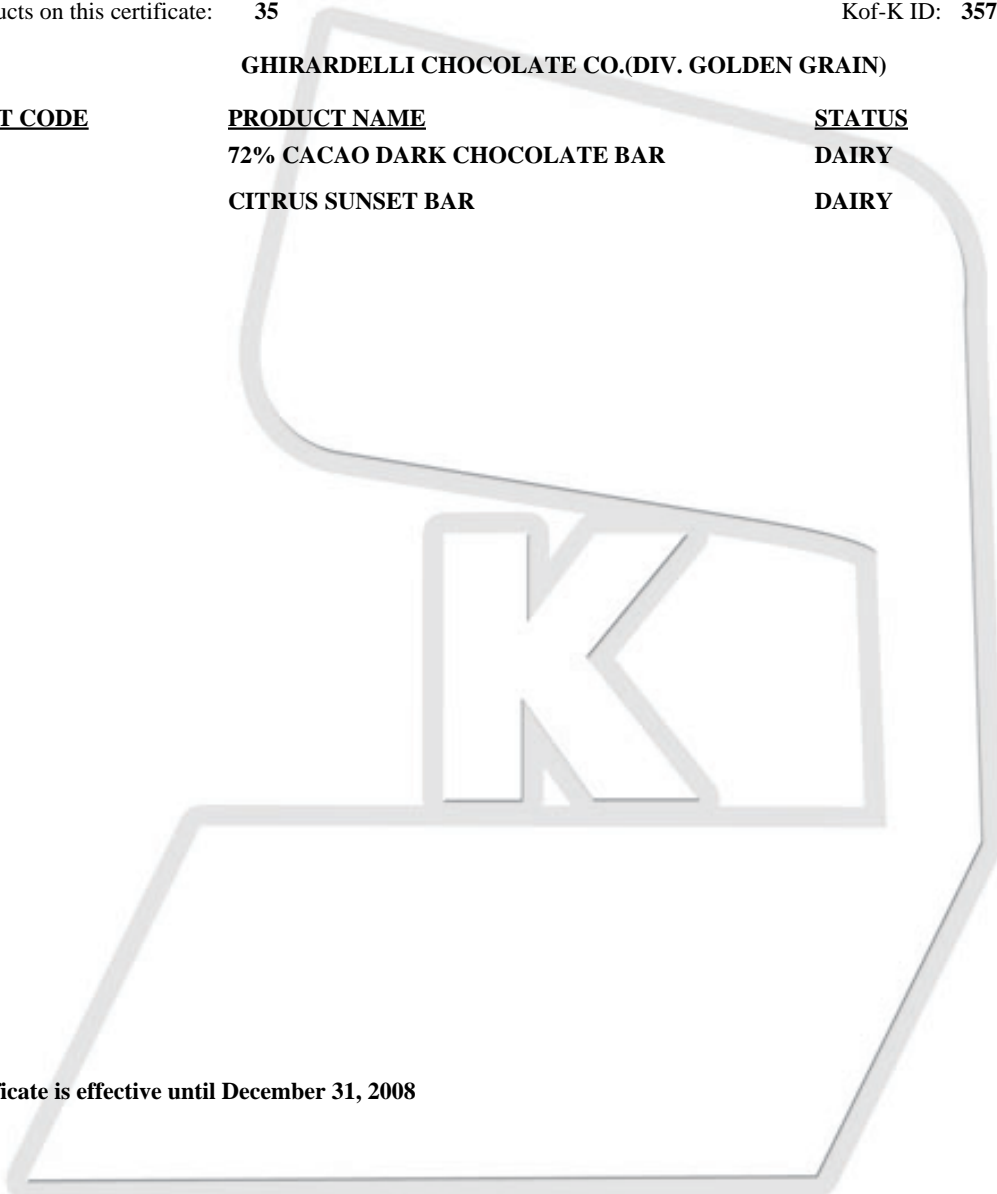 ucts on this certificate: 35 Kof-K ID: 357
GHIRARDELLI CHOCOLATE CO.(DIV. GOLDEN GRAIN)
T CODE PRODUCT NAME STATUS
72% CACAO DARK CHOCOLATE BAR DAIRY
CITRUS SUNSET BAR DAIRY
K
ficate is effective until December 31, 2008